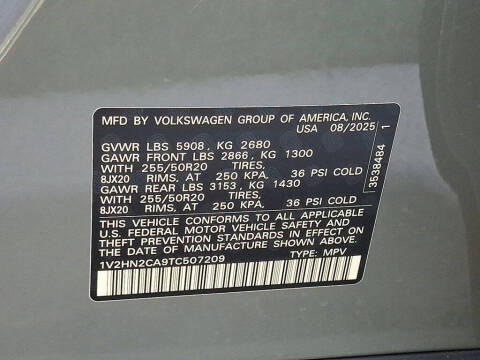 MFD BY VOLKSWAGEN GROUP OF AMERICA, INC.
USA 08/2025
GVWR LBS 5908, KG 2680
GAWR FRONT LBS 2866, KG 1300
WITH 255/50R20 TIRES,
8JX20 RIMS, AT 250 KPA. 36 PSI COLD
GAWR REAR LBS 3153, KG 1430
WITH 255/50R20 TIRES,
8JX20 RIMS, AT 250 KPA. 36 PSI COLD
THIS VEHICLE CONFORMS TO ALL APPLICABLE
U.S. FEDERAL MOTOR VEHICLE SAFETY AND
THEFT PREVENTION STANDARDS IN EFFECT ON
THE DATE OF MANUFACTURE SHOWN ABOVE.
1V2HN2CA9TC507209 TYPE: MPV
3538484 1